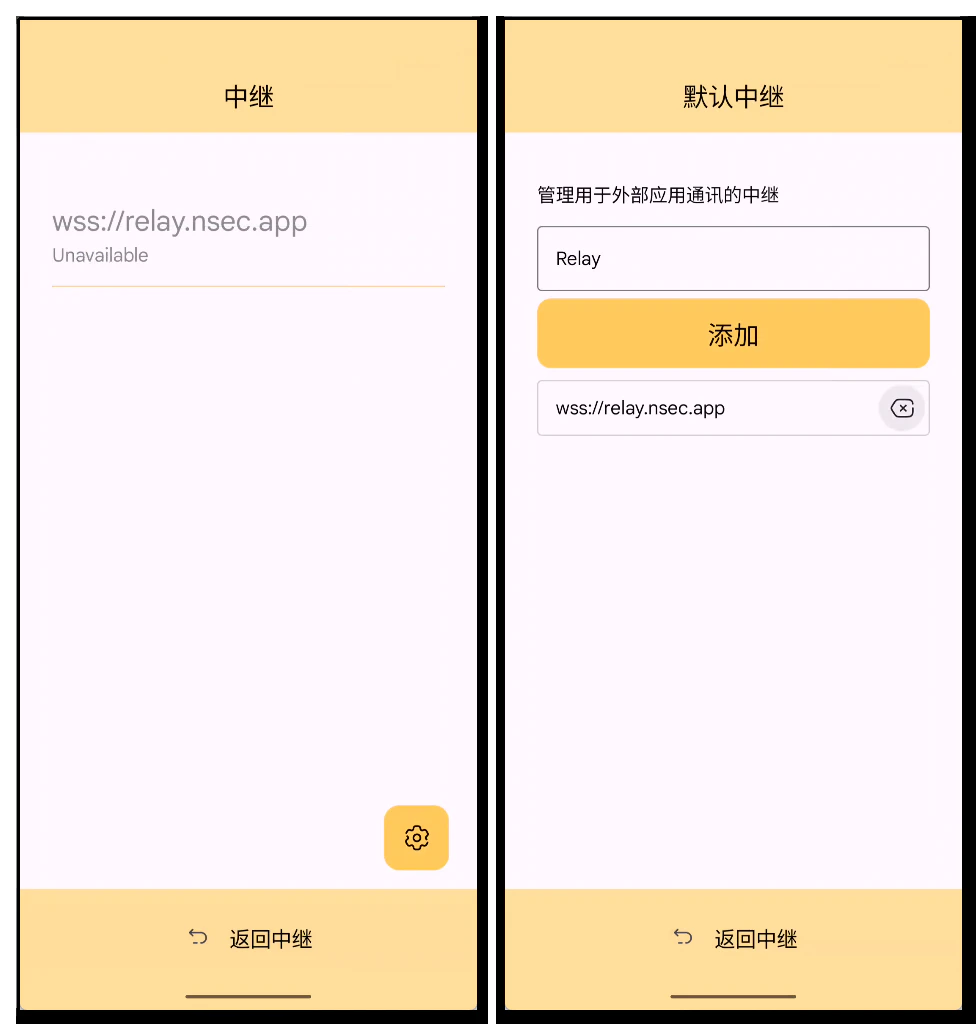 中继
wss://relay.nsec.app
Unavailable
返回中继
默认中继
管理用于外部应用通讯的中继
Relay
添加
wss://relay.nsec.app
返回中继